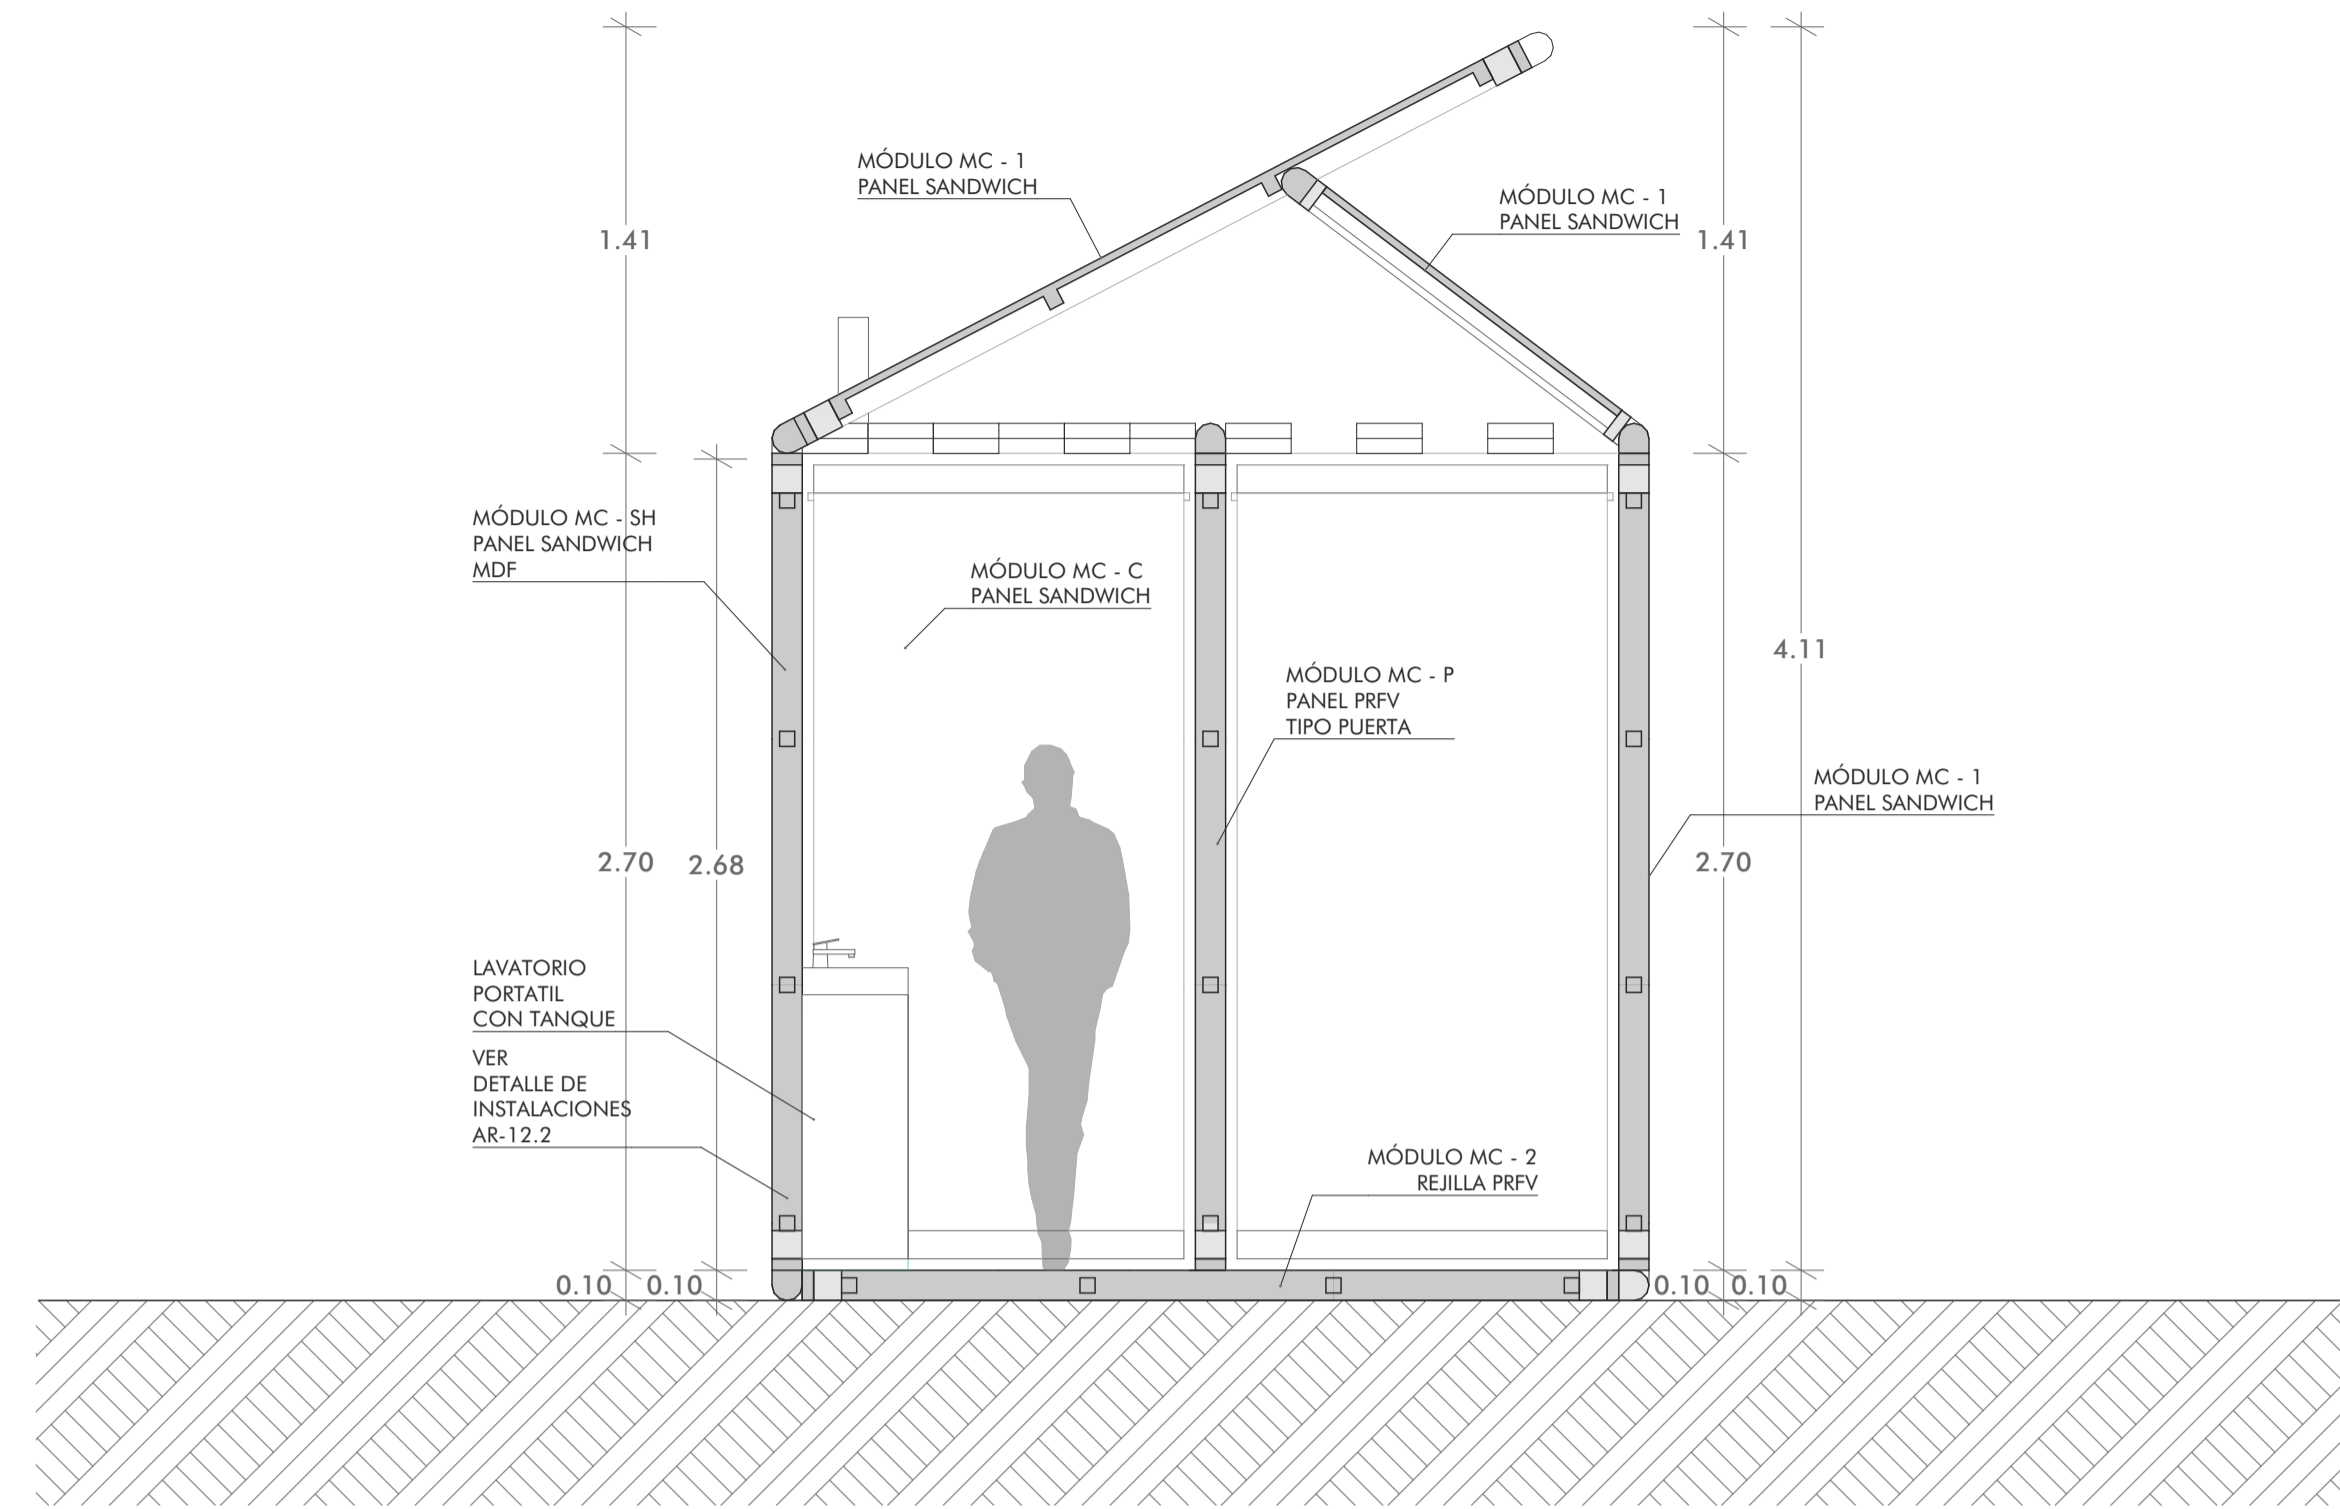 MÓDULO MC - 1
PANEL SANDWICH
MÓDULO MC - 1
PANEL SANDWICH
1.41
1.41
MÓDULO MC - SH
PANEL SANDWICH
MDF
MÓDULO MC - C
PANEL SANDWICH
4.11
MÓDULO MC - P
PANEL PRFV
TIPO PUERTA
MÓDULO MC - 1
PANEL SANDWICH
2.70
2.68
2.70
LAVATORIO
PORTATIL
CON TANQUE
VER
DETALLE DE
INSTALACIONES
AR-12.2
MÓDULO MC - 2
REJILLA PRFV
0.10
0.10
0.10
0.10